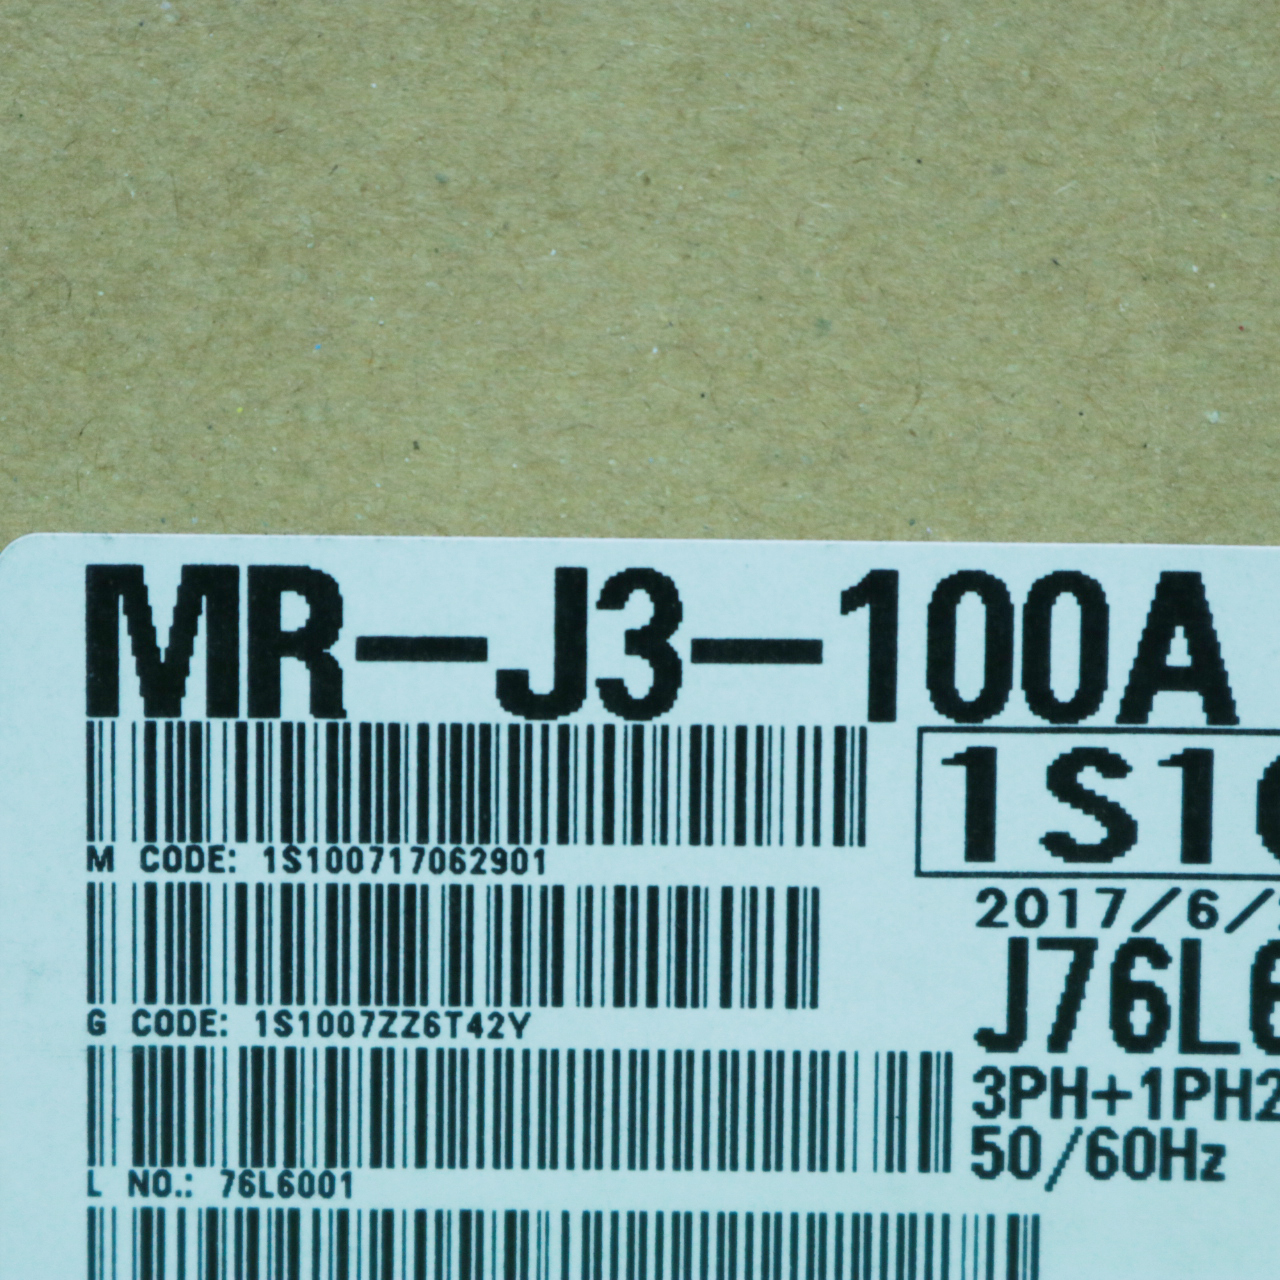 MR-J3-100A
1S1
M CODE: 1S100717062901
2017/6/
G CODE: 1S1007ZZ6T42Y
J76L6
3PH+1PH2
50/60Hz
L NO.: 76L6001